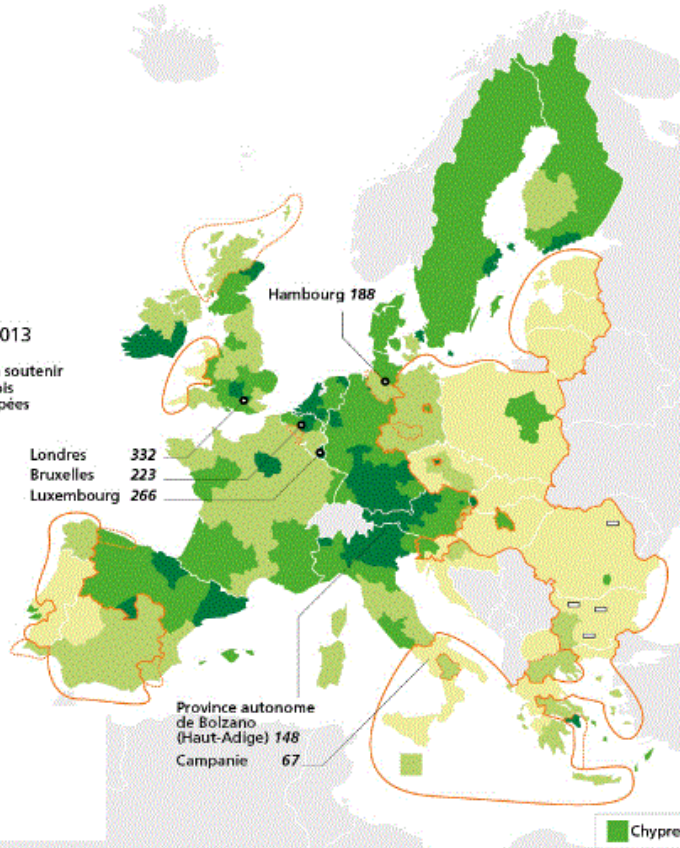 Hambourg 188
013
soutenir
ois
pées
Londres 332
Bruxelles 223
Luxembourg 266
Province autonome
de Bolzano
(Haut-Adige) 148
Campanie 67
Chypre